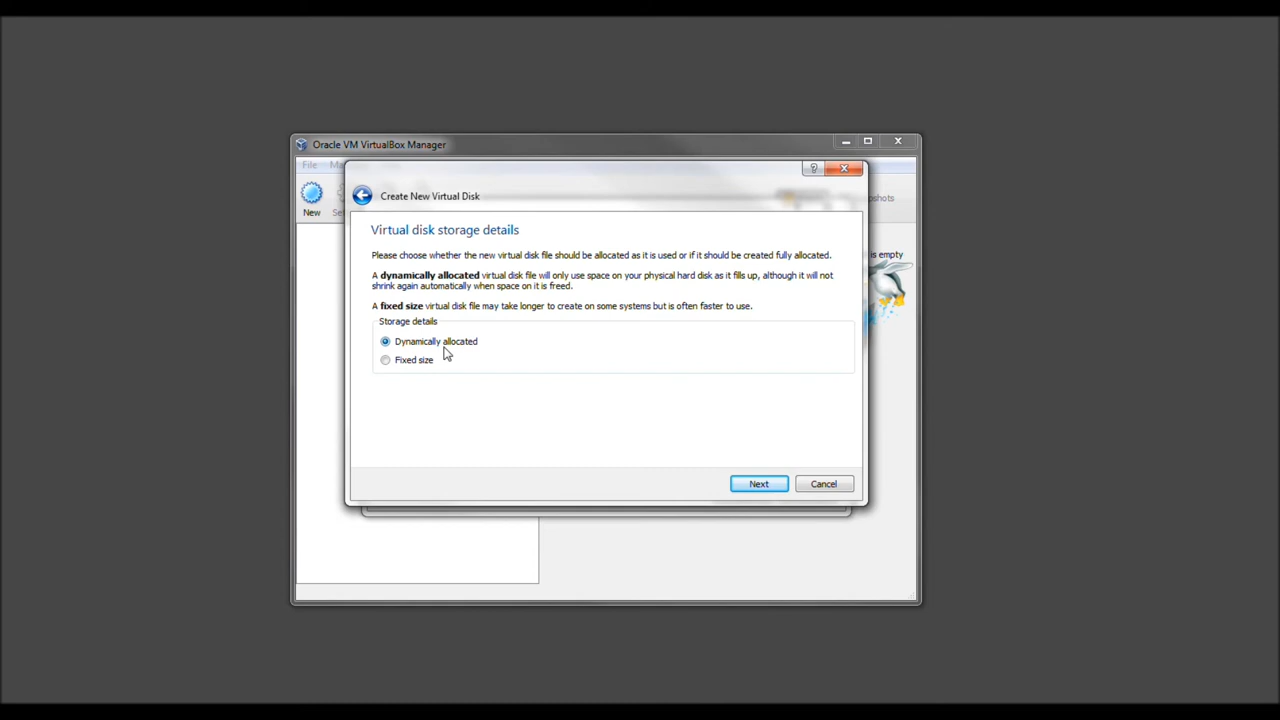 Oracle VM VirtualBox Manager
File
New
Create New Virtual Disk
is empty
Virtual disk storage details
Please choose whether the new virtual disk file should be allocated as it is used or if it should be created fully allocated.
A dynamically allocated virtual disk file will only use space on your physical hard disk as it fills up, although it will not
shrink again automatically when space on it is freed.
A fixed size virtual disk file may take longer to create on some systems but is often faster to use.
Storage details
Dynamically allocated
Fixed size
Next
Cancel